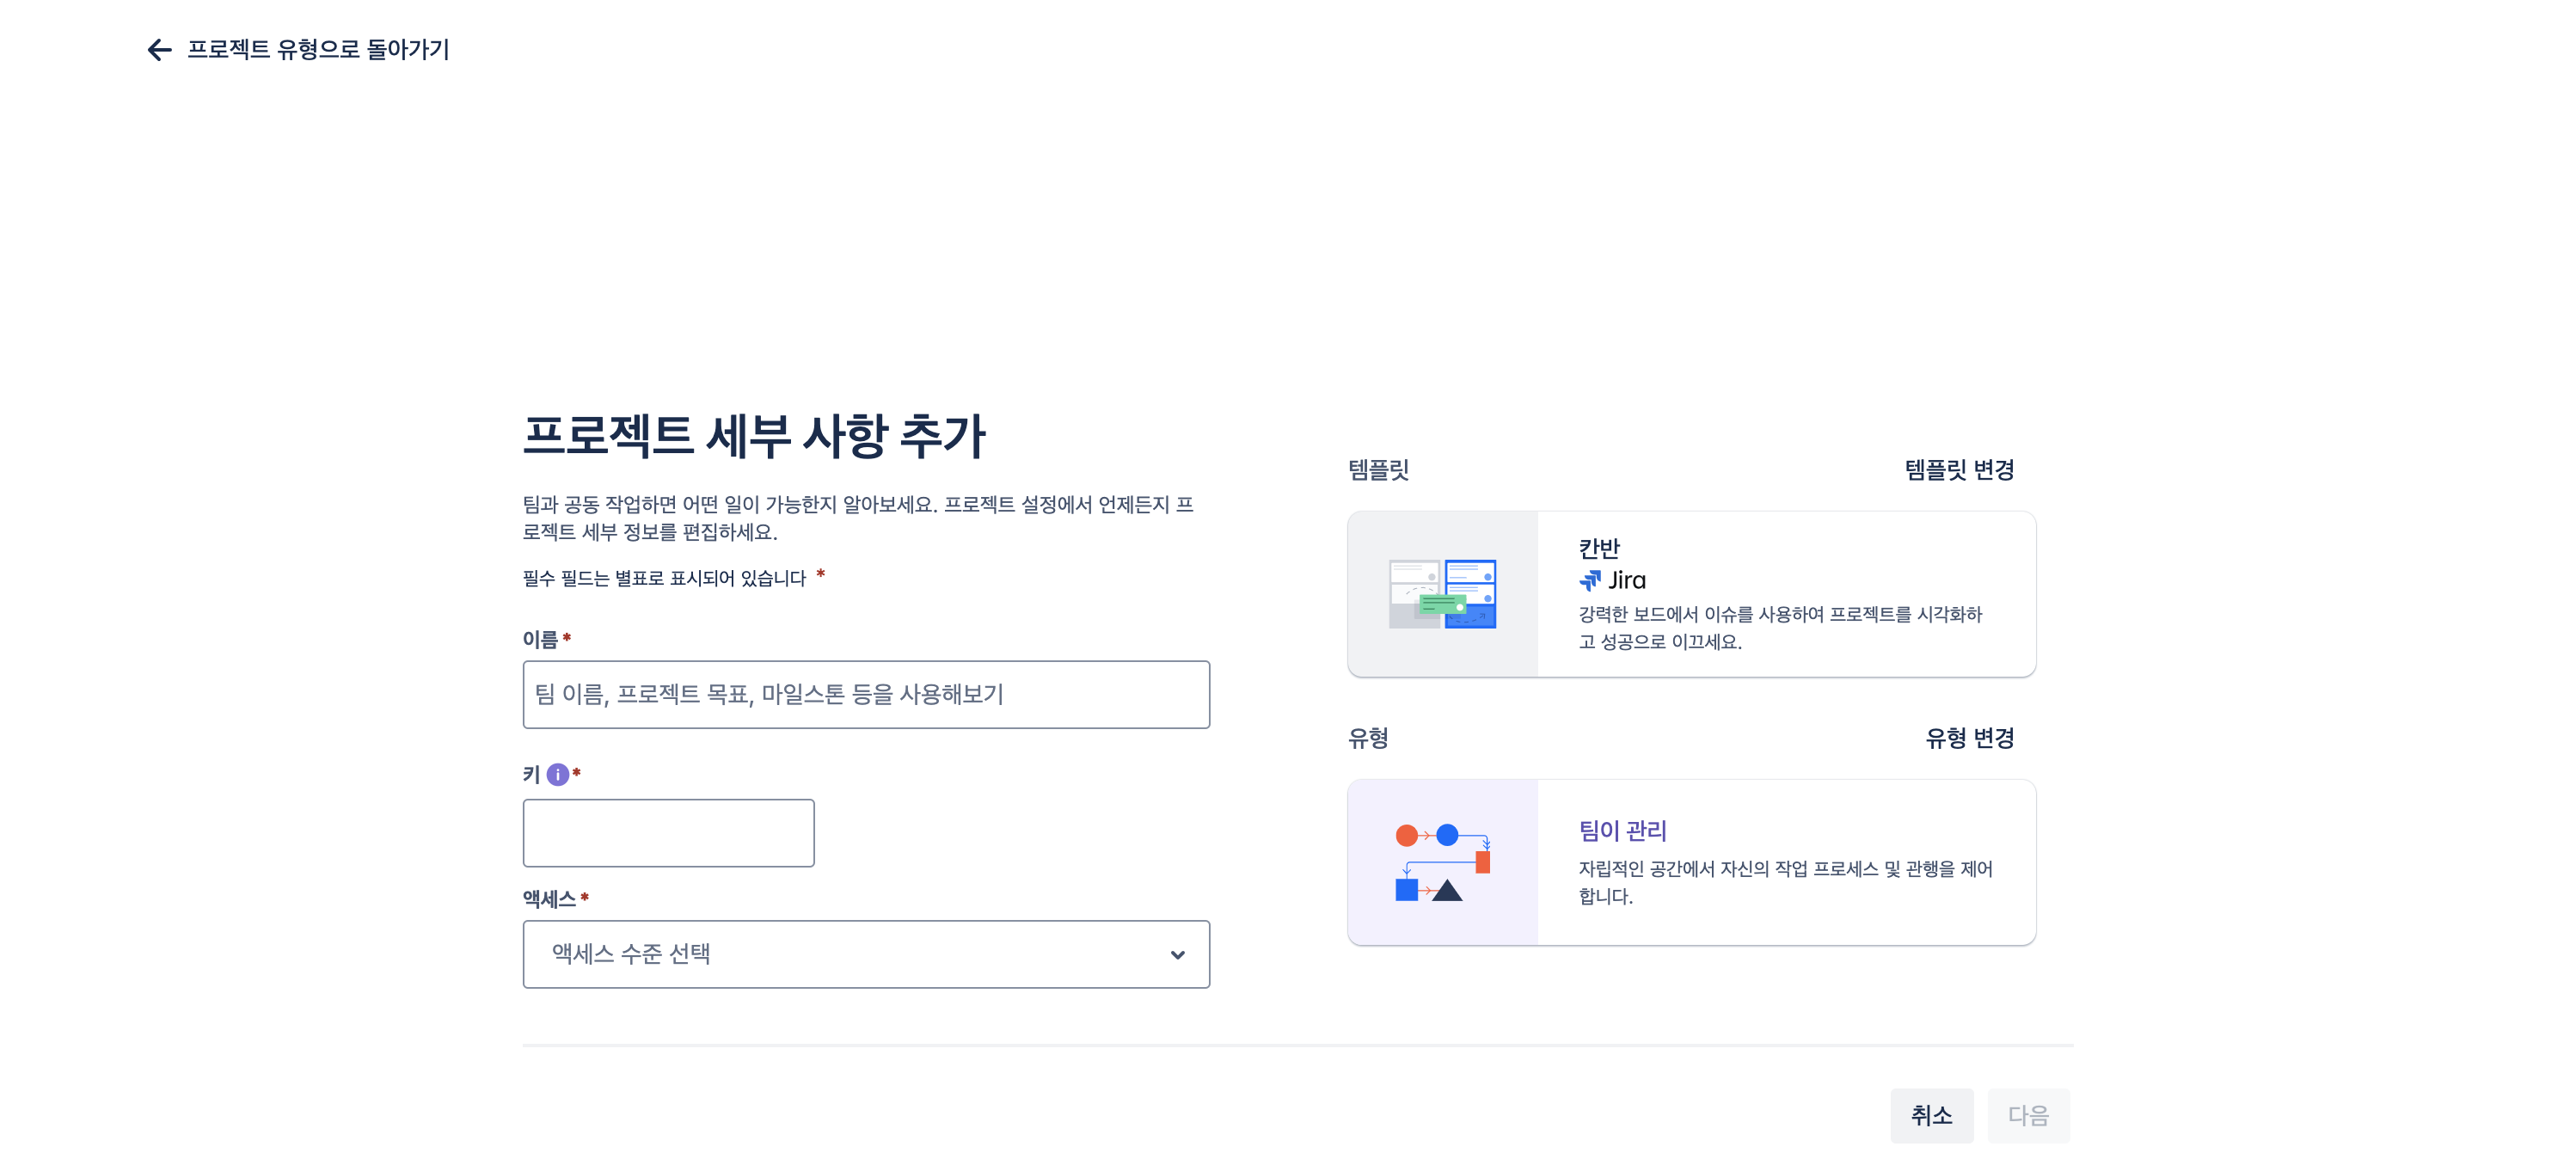 프로젝트 유형으로 돌아가기
프로젝트 세부 사항 추가
팀과 공동 작업하면 어떤 일이 가능한지 알아보세요. 프로젝트 설정에서 언제든지 프
로젝트 세부 정보를 편집하세요.
필수 필드는 별표로 표시되어 있습니다 *
이름 *
팀 이름, 프로젝트 목표, 마일스톤 등을 사용해보기
키 i *
액세스 *
액세스 수준 선택
템플릿 템플릿 변경
칸반
Jira
강력한 보드에서 이슈를 사용하여 프로젝트를 시각화하
고 성공으로 이끄세요.
유형 유형 변경
팀이 관리
자립적인 공간에서 자신의 작업 프로세스 및 관행을 제어
합니다.
취소 다음